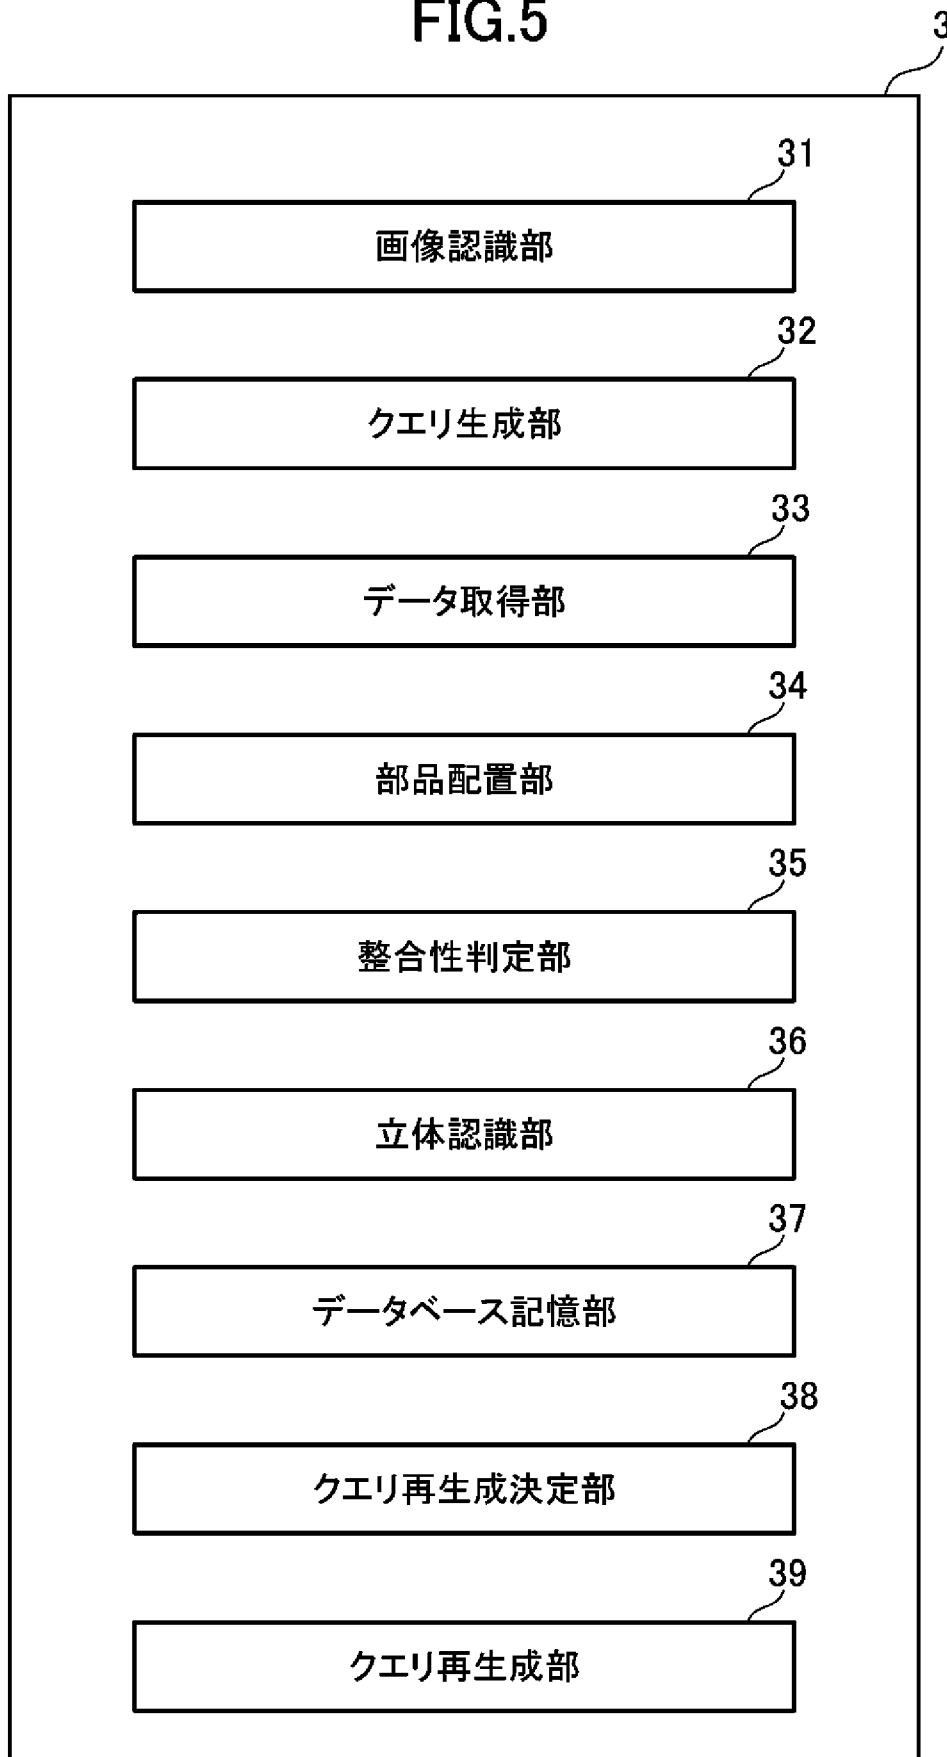 FIG.5
3
31
画像認識部
32
クエリ生成部
33
データ取得部
34
部品配置部
35
整合性判定部
36
立体認識部
37
データベース記憶部
38
クエリ再生成決定部
39
クエリ再生成部